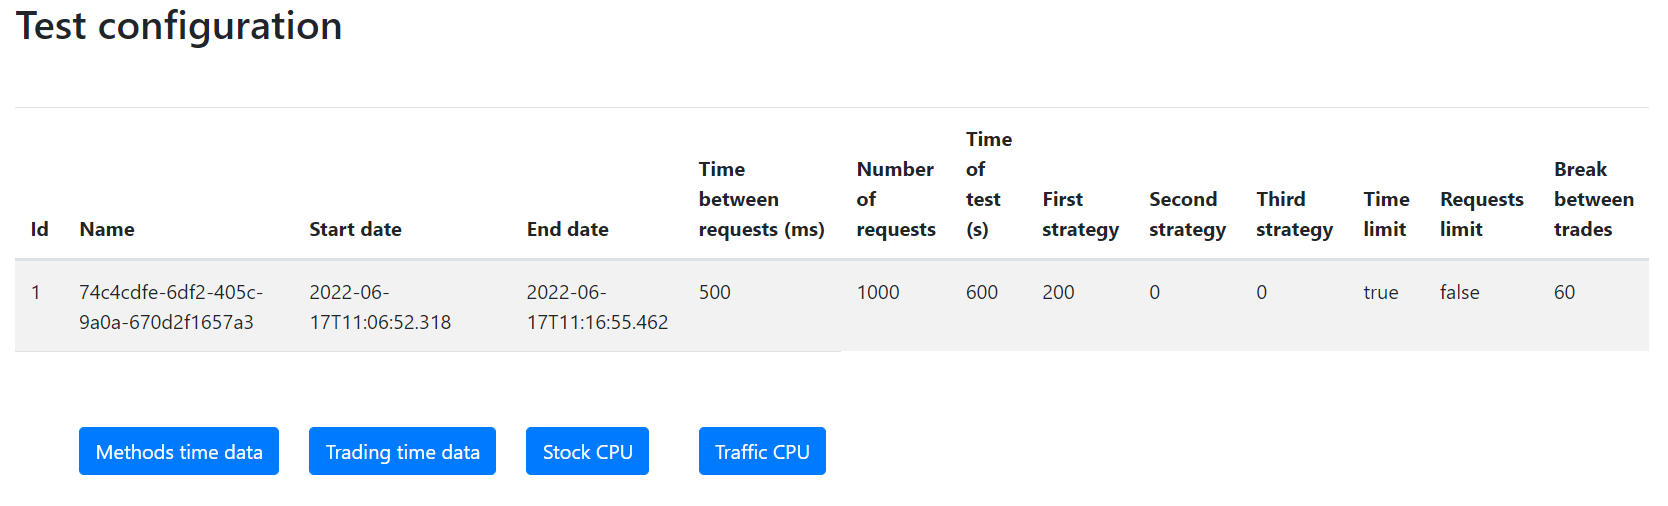 Test configuration
Time
Time of Break
between Number test First Second Third Time Requests between
Id Name Start date End date requests (ms) of requests (s) strategy strategy strategy limit limit trades
1 74c4cdfe-6df2-405c- 2022-06- 2022-06- 500 1000 600 200 0 0 true false 60
9a0a-670d2f1657a3 17T11:06:52.318 17T11:16:55.462
Methods time data Trading time data Stock CPU Traffic CPU